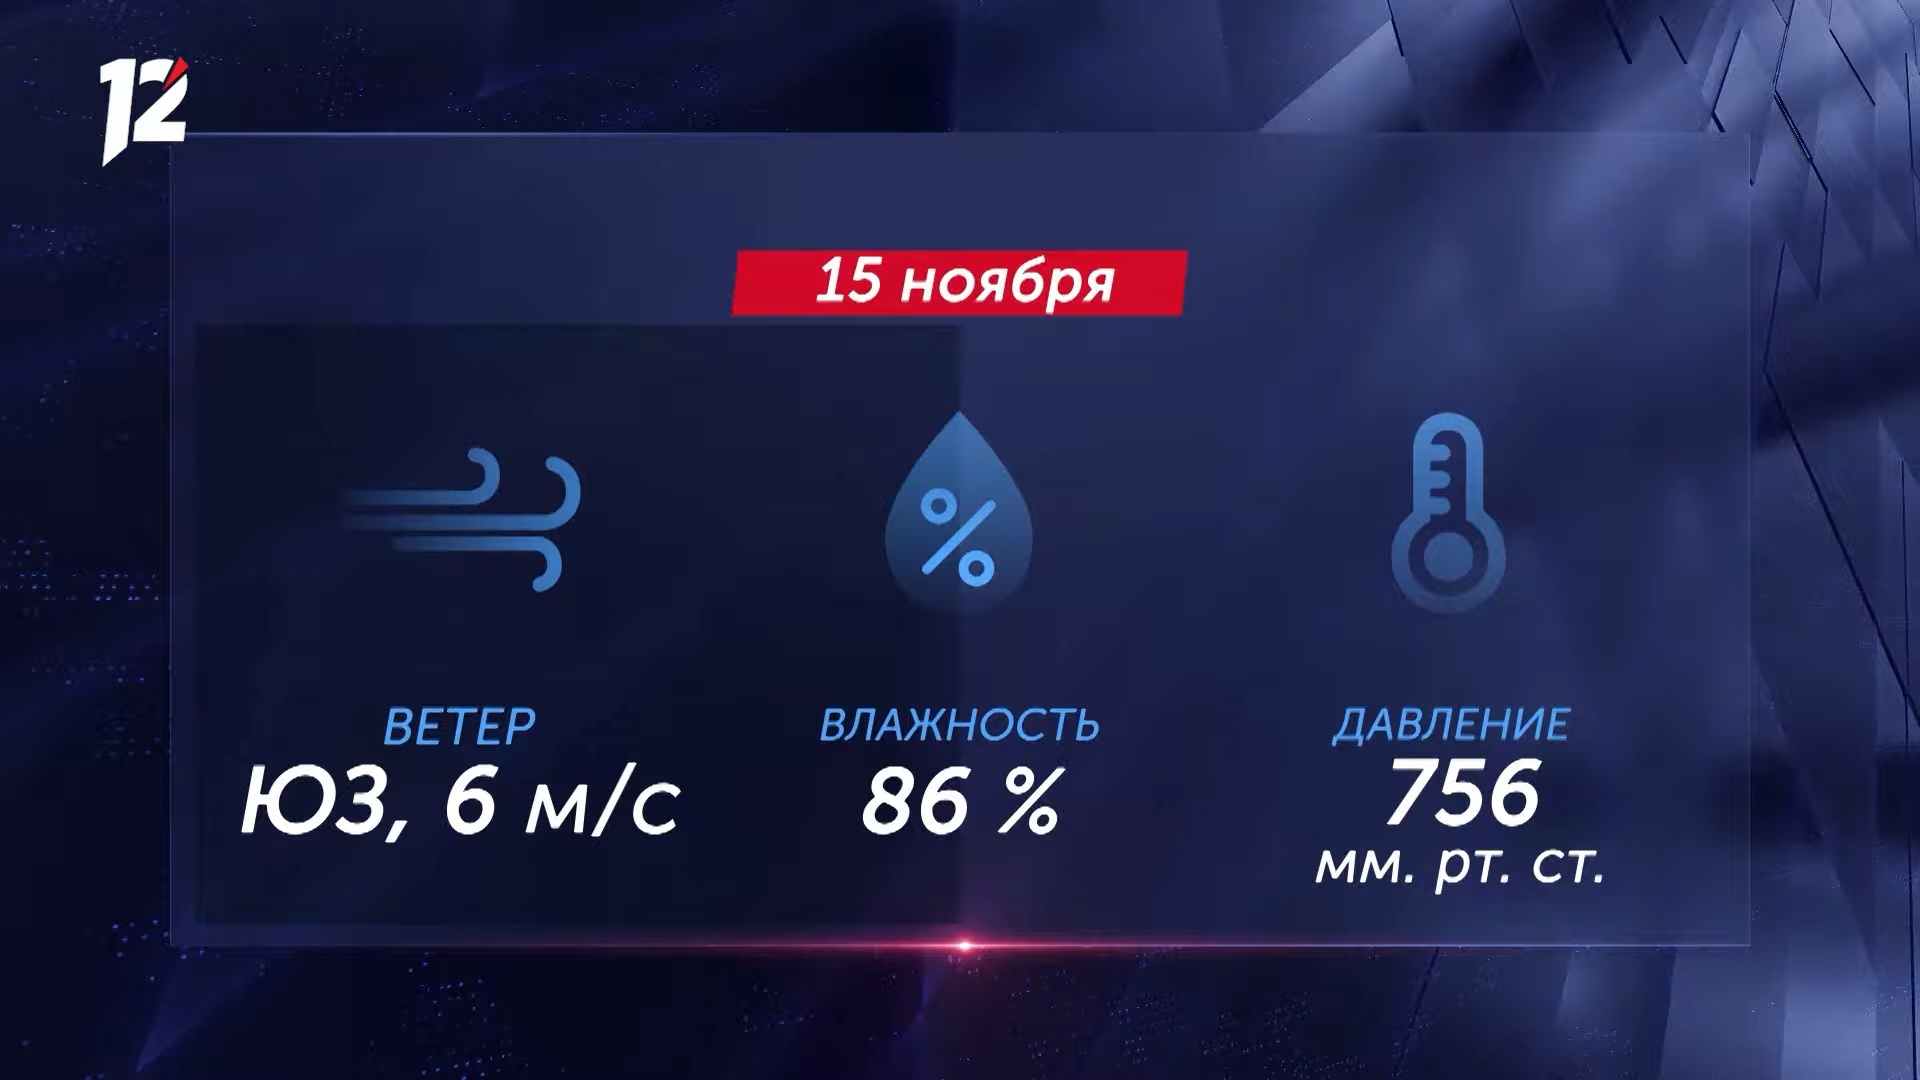 12
15 ноября
ВЕТЕР
ЮЗ, 6 м/с
ВЛАЖНОСТЬ
86 %
ДАВЛЕНИЕ
756
мм. рт. ст.